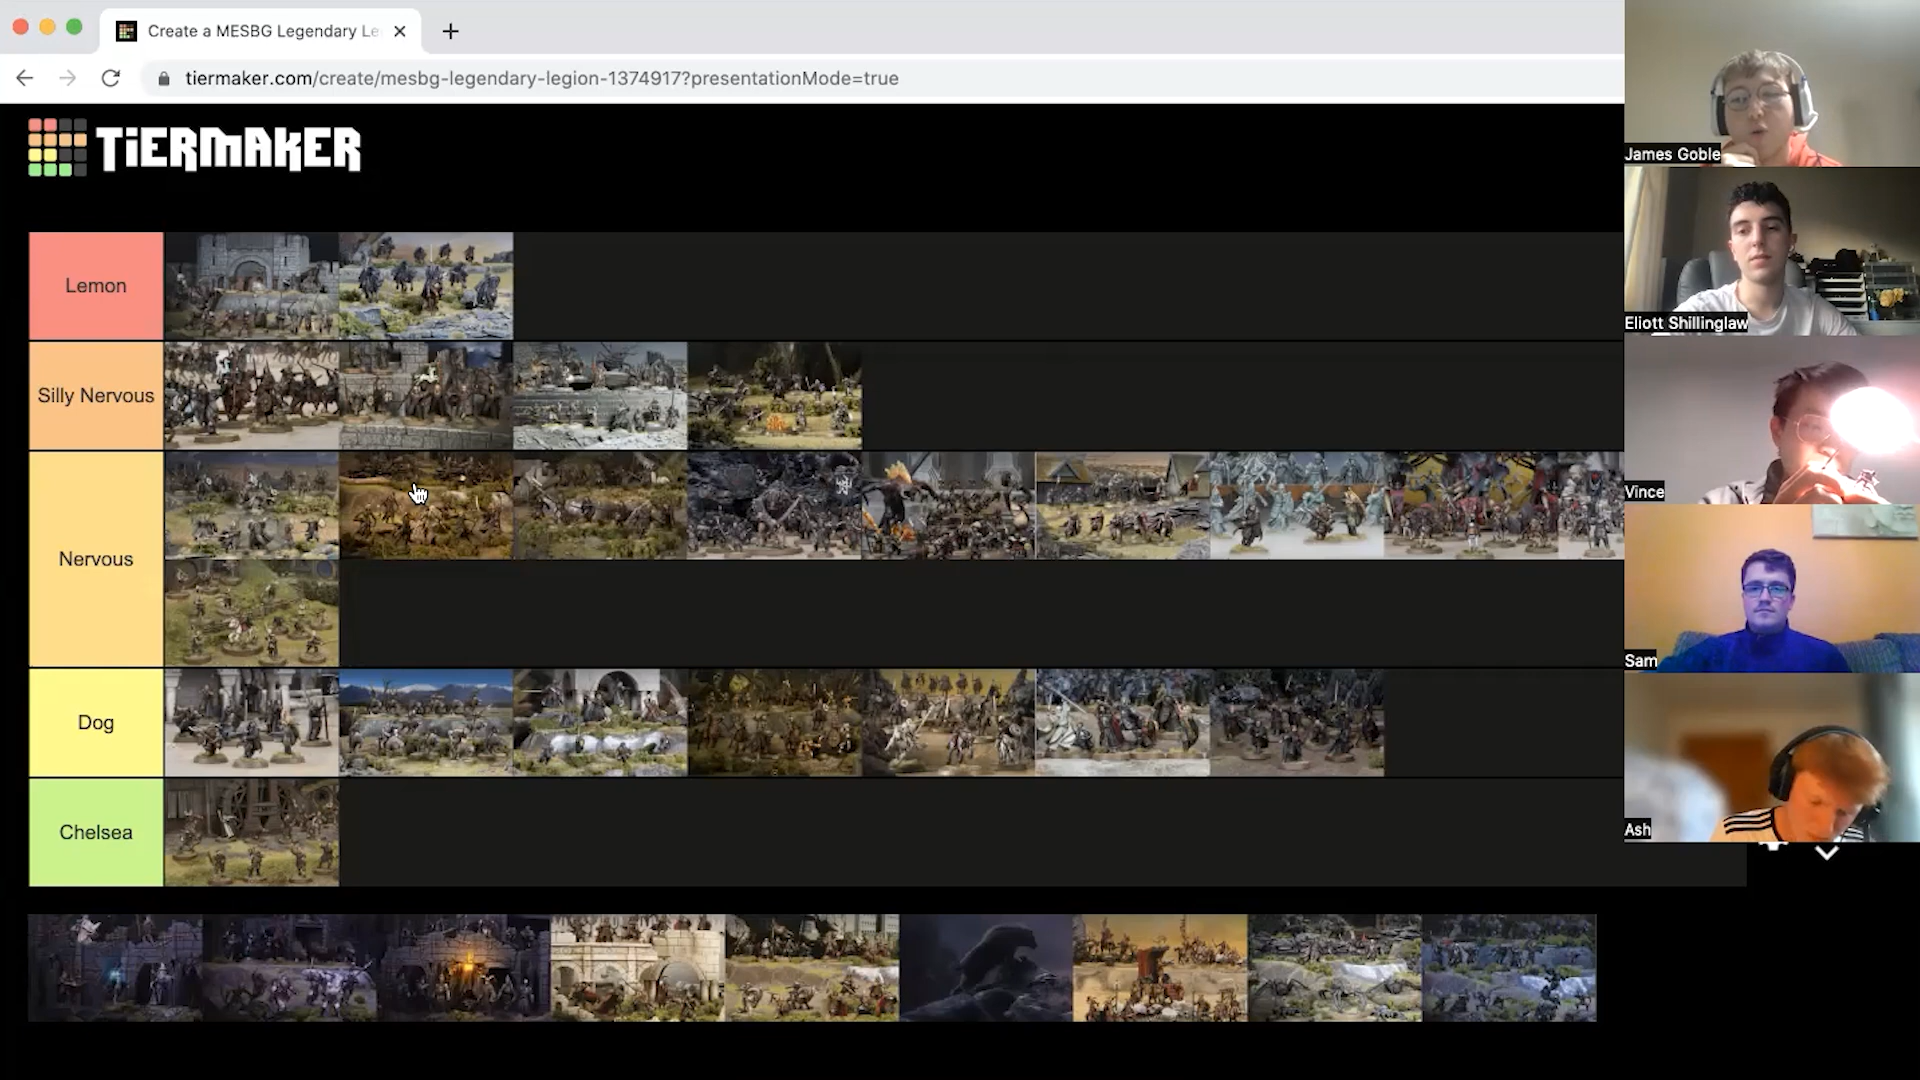 Create a MESBG Legendary Le
tiermaker.com/create/mesbg-legendary-legion-1374917?presentationMode=true
TiERMAKER
Lemon
Silly Nervous
Nervous
Dog
Chelsea
James Goble
Eliott Shillinglaw
Vince
Sam
Ash